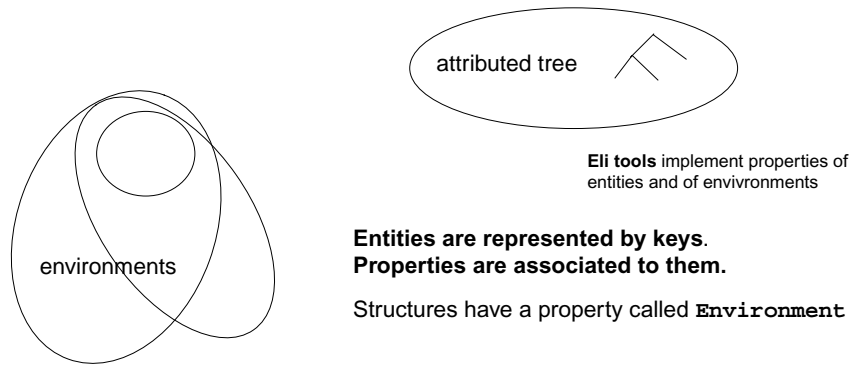 attributed tree
Eli tools implement properties of
entities and of envivronments
Entities are represented by keys.
Properties are associated to them.
environments
Structures have a property called Environment